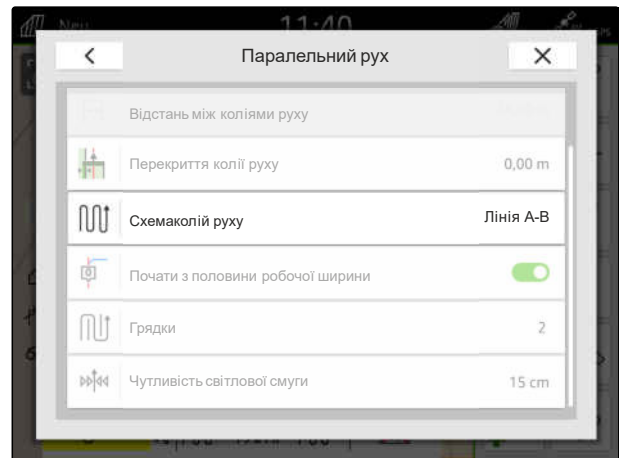 Neu 11:40
Паралельний рух
Відстань між коліями руху
Перекриття колії руху 0,00 m
Схемаколій руху Лінія A-B
Почати з половини робочої ширини
Грядки 2
Чутливість світлової смуги 15 cm